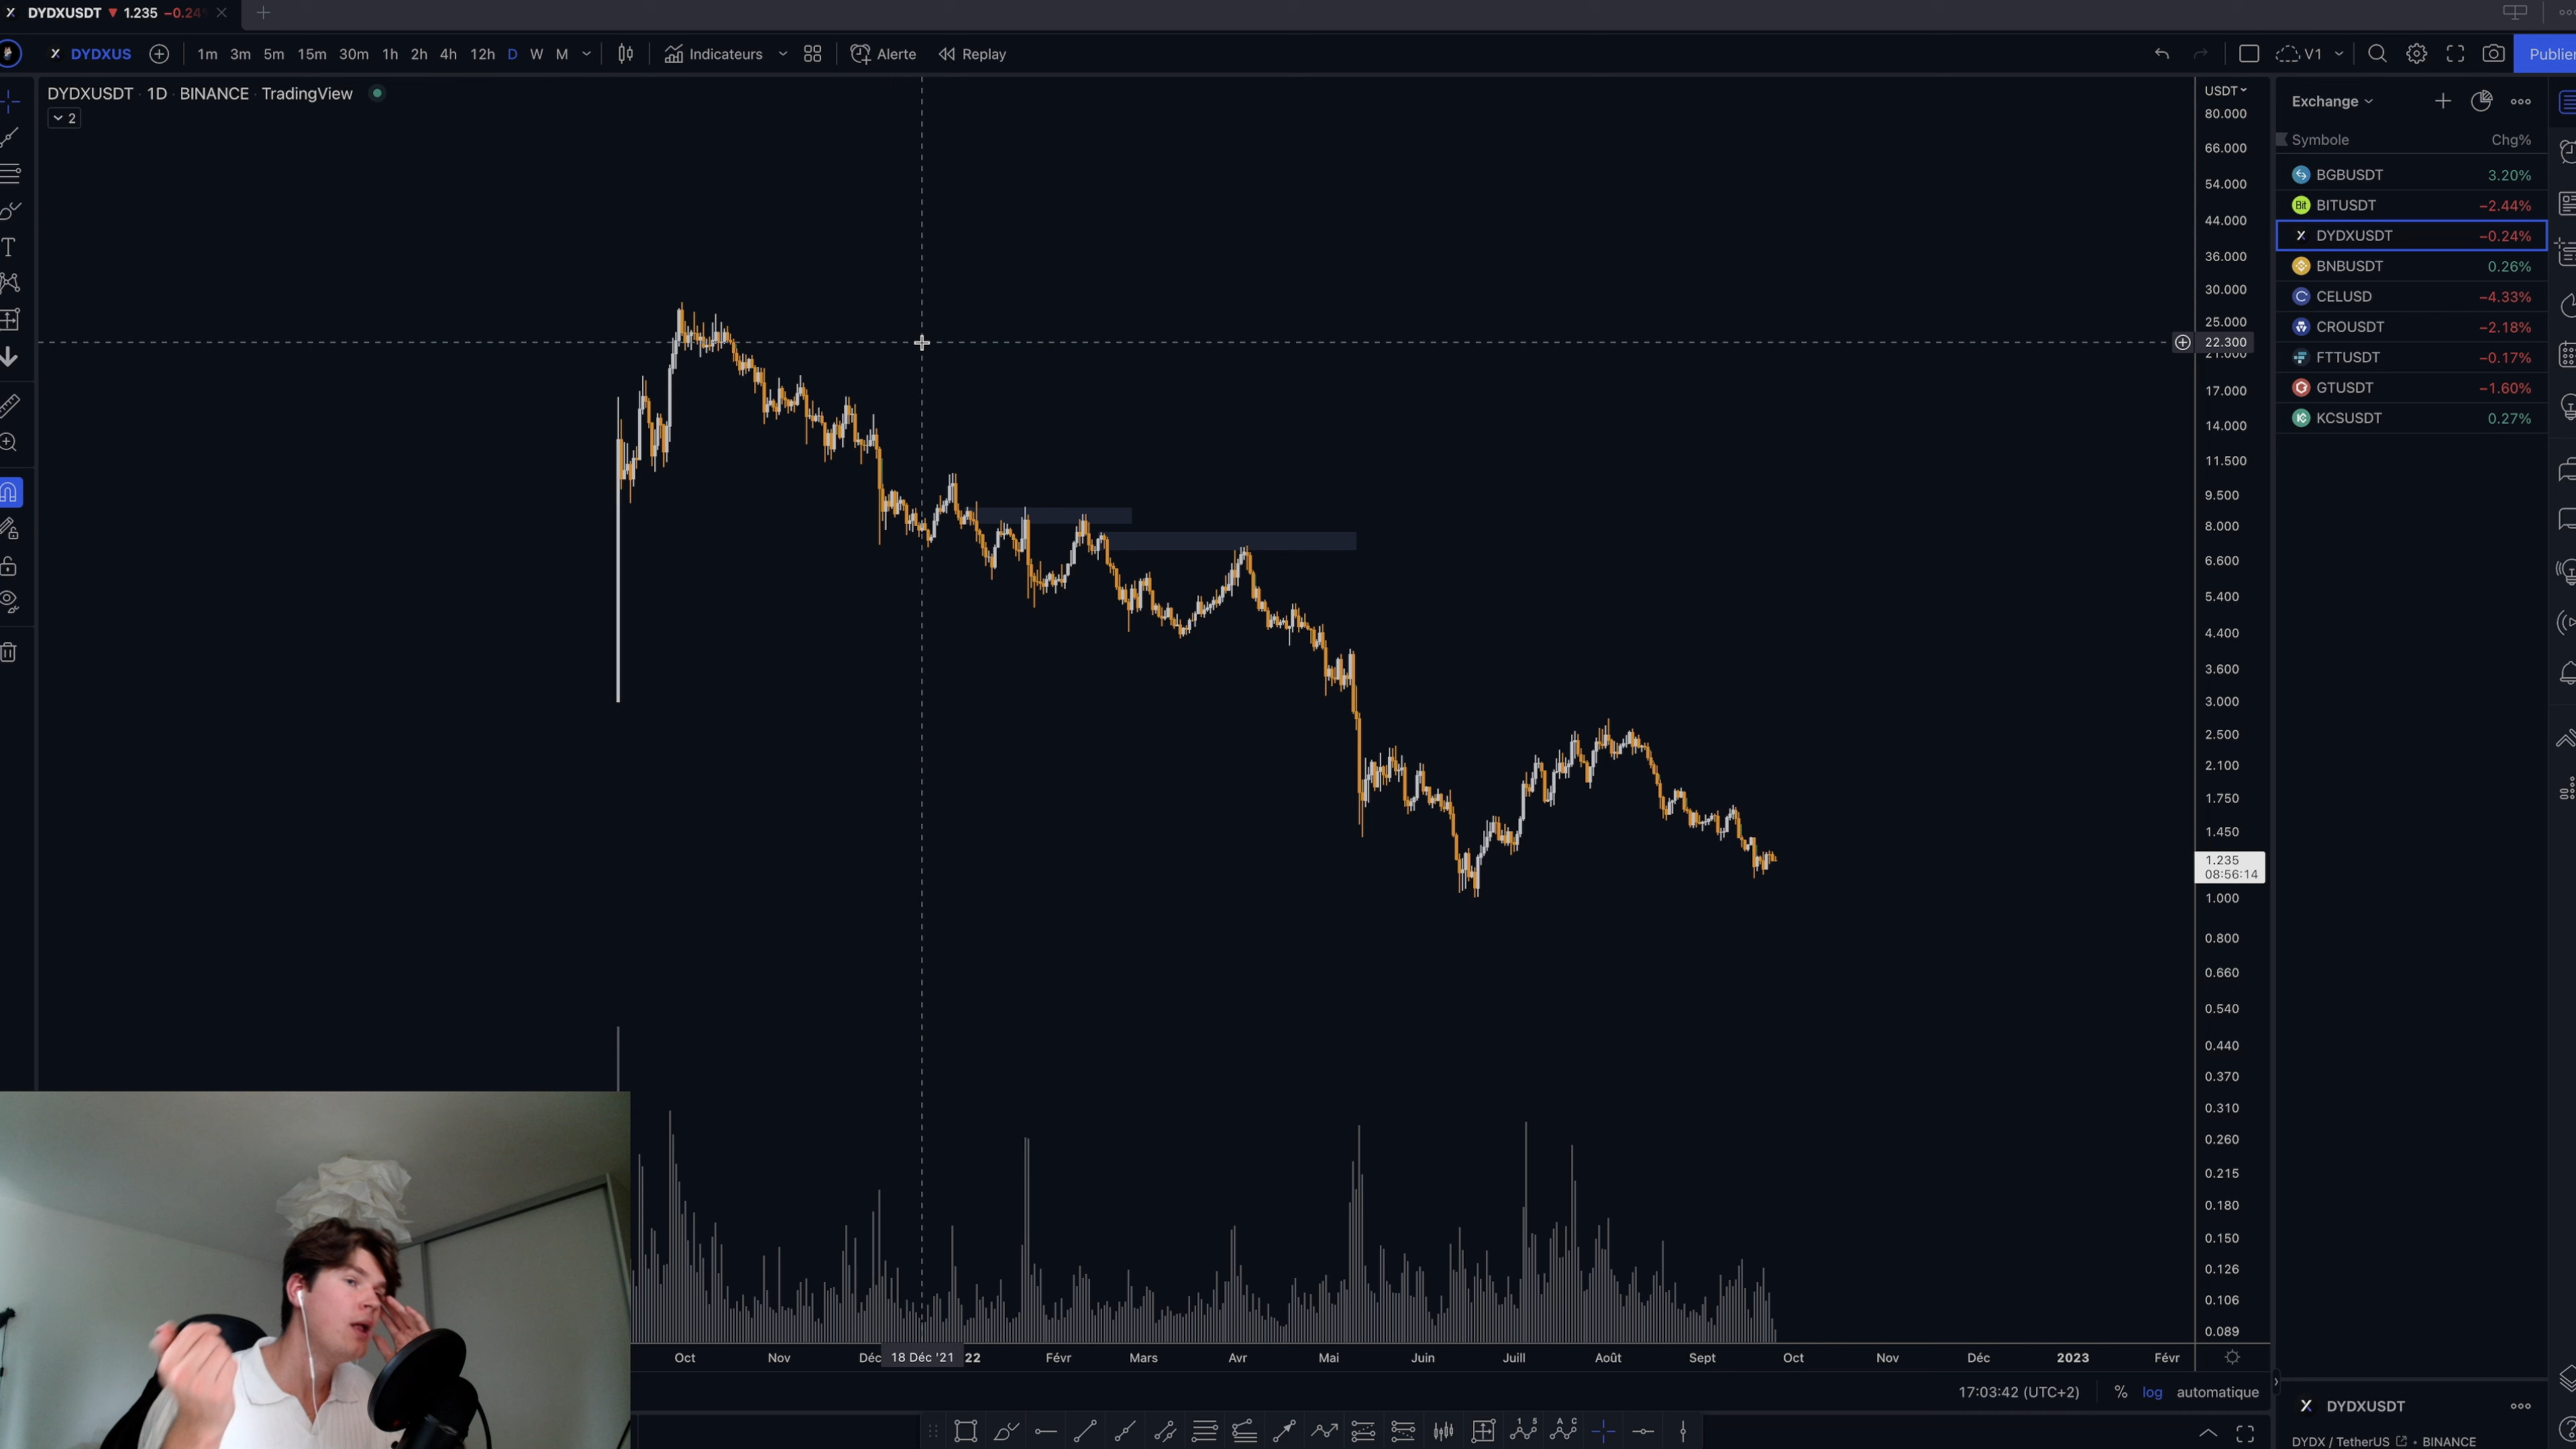 DYDXUSDT ▼ 1.235 −0.24
DYDXUS 1m 3m 5m 15m 30m 1h 2h 4h 12h D W M Indicateurs Alerte Replay V1 Publier
DYDXUSDT · 1D · BINANCE · TradingView
2
USDT
80.000
66.000
54.000
44.000
36.000
30.000
25.000
22.300
21.000
17.000
14.000
11.500
9.500
8.000
6.600
5.400
4.400
3.600
3.000
2.500
2.100
1.750
1.450
1.235
08:56:14
1.000
0.800
0.660
0.540
0.440
0.370
0.310
0.260
0.215
0.180
0.150
0.126
0.106
0.089
Exchange
Symbole Chg%
BGBUSDT 3.20%
Bit BITUSDT −2.44%
DYDXUSDT −0.24%
BNBUSDT 0.26%
CELUSD −4.33%
CROUSDT −2.18%
FTTUSDT −0.17%
GTUSDT −1.60%
KCSUSDT 0.27%
Oct Nov Déc 18 Déc '21 22 Févr Mars Avr Mai Juin Juill Août Sept Oct Nov Déc 2023 Févr
17:03:42 (UTC+2) % log automatique
DYDXUSDT
DYDX / TetherUS • BINANCE